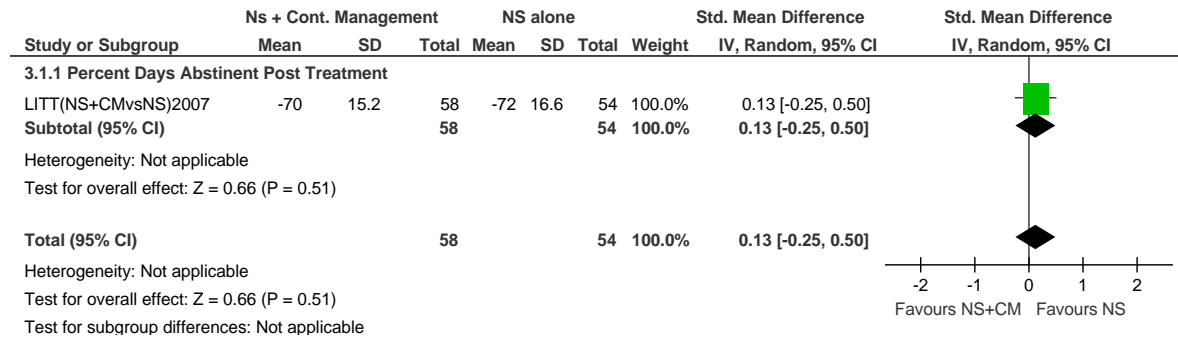 Ns + Cont. Management NS alone Std. Mean Difference Std. Mean Difference
Study or Subgroup Mean SD Total Mean SD Total Weight IV, Random, 95% CI IV, Random, 95% CI
3.1.1 Percent Days Abstinent Post Treatment
LITT(NS+CMvsNS)2007 -70 15.2 58 -72 16.6 54 100.0% 0.13 [-0.25, 0.50]
Subtotal (95% CI) 58 54 100.0% 0.13 [-0.25, 0.50]
Heterogeneity: Not applicable
Test for overall effect: Z = 0.66 (P = 0.51)
Total (95% CI) 58 54 100.0% 0.13 [-0.25, 0.50]
Heterogeneity: Not applicable
Test for overall effect: Z = 0.66 (P = 0.51)
Test for subgroup differences: Not applicable
-2 -1 0 1 2
Favours NS+CM Favours NS